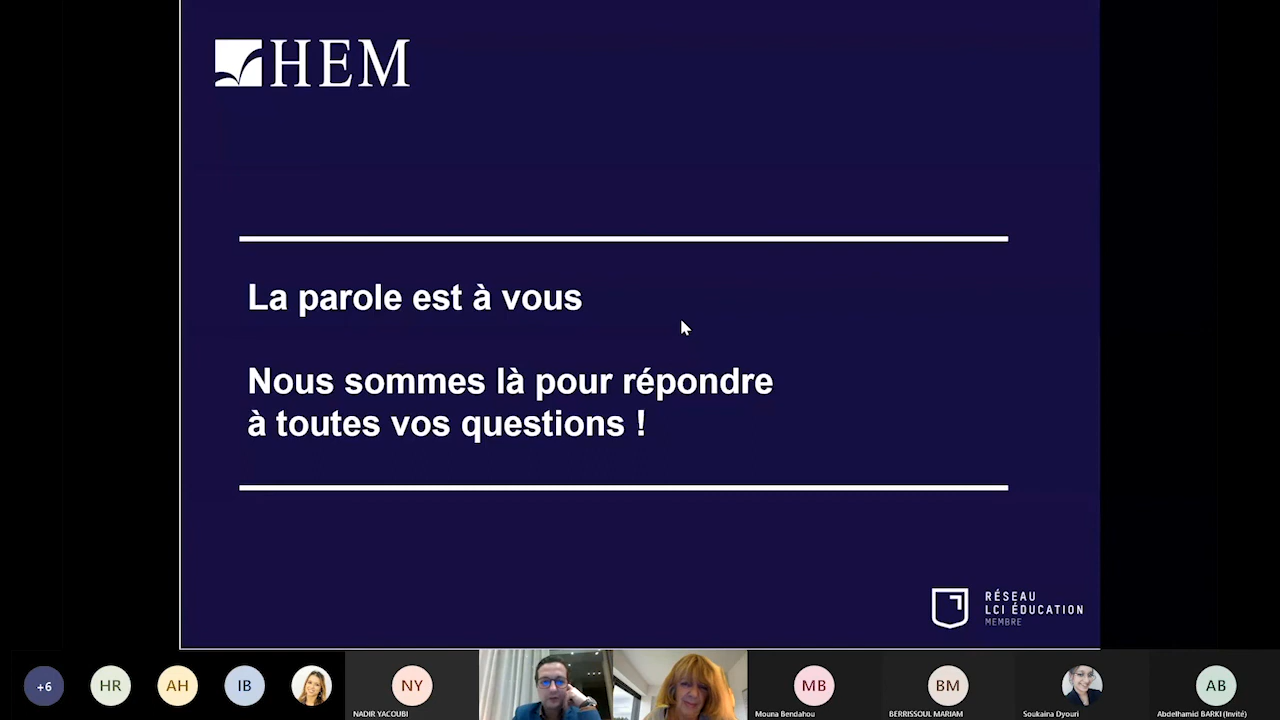 HEM
La parole est à vous
Nous sommes là pour répondre
à toutes vos questions !
RÉSEAU
LCI ÉDUCATION
MEMBRE
+6
HR
AH
IB
NY
NADIR YACOUBI
MB
Mouna Bendahou
BM
BERRISSOUL MARIAM
Soukaina Dyouri
AB
Abdelhamid BARKI (Invité)